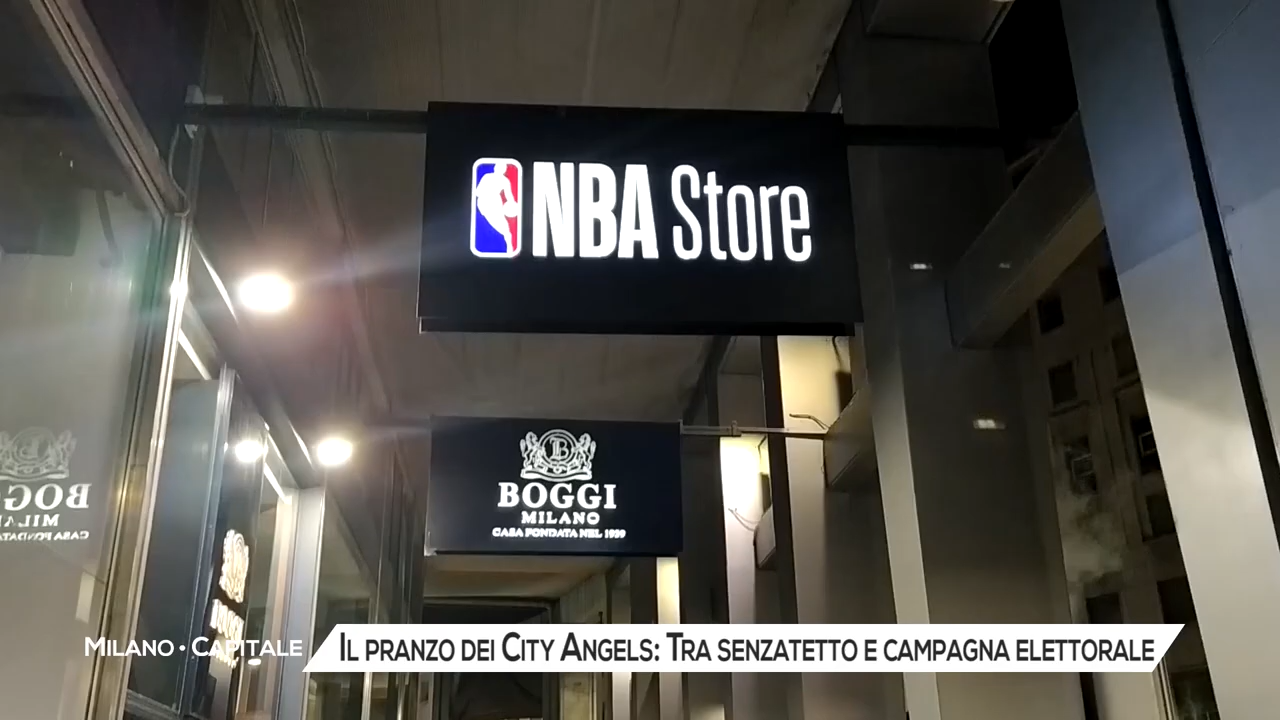 NBA Store
BOGGI
MILANO
CASA FONDATA NEL 1939
Milano • Capitale
Il pranzo dei City Angels: Tra senzatetto e campagna elettorale